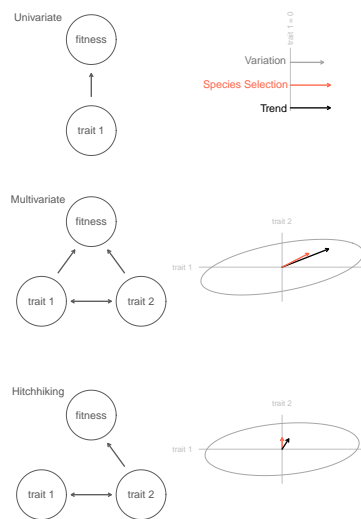 Univariate
fitness
trait 1
trait 1 = 0
Variation
Species Selection
Trend
Multivariate
fitness
trait 1
trait 2
trait 2
trait 1
Hitchhiking
fitness
trait 1
trait 2
trait 2
trait 1